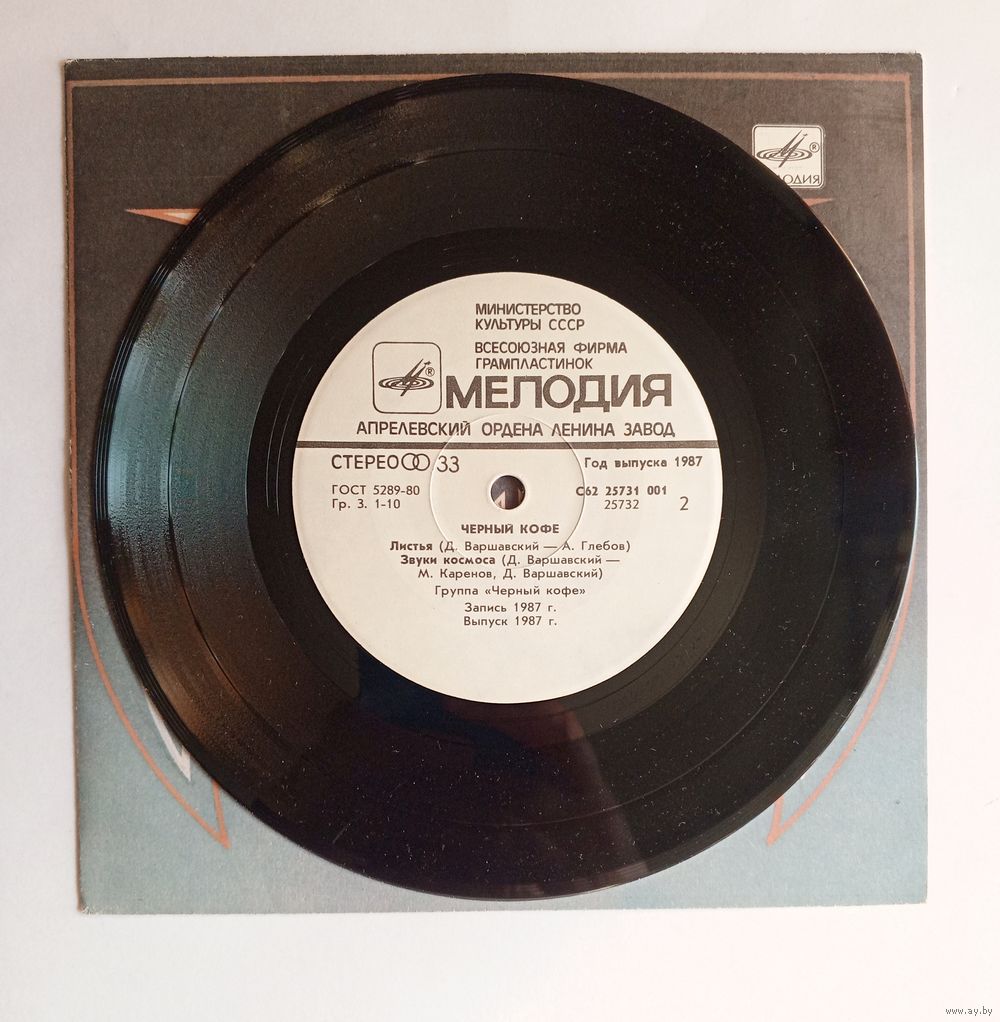 МИНИСТЕРСТВО
КУЛЬТУРЫ СССР
ВСЕСОЮЗНАЯ ФИРМА
ГРАМПЛАСТИНОК
® МЕЛОДИЯ
АПРЕЛЕВСКИЙ ОРДЕНА ЛЕНИНА ЗАВОД
СТЕРЕО 33
Год выпуска 1987
ГОСТ 5289-80
Гр. 3. 1-10
С62 25731 001
25732 2
ЧЕРНЫЙ КОФЕ
Листья (Д. Варшавский — А. Глебов)
Звуки космоса (Д. Варшавский —
М. Каренов, Д. Варшавский)
Группа «Черный кофе»
Запись 1987 г.
Выпуск 1987 г.
®
www.ay.by